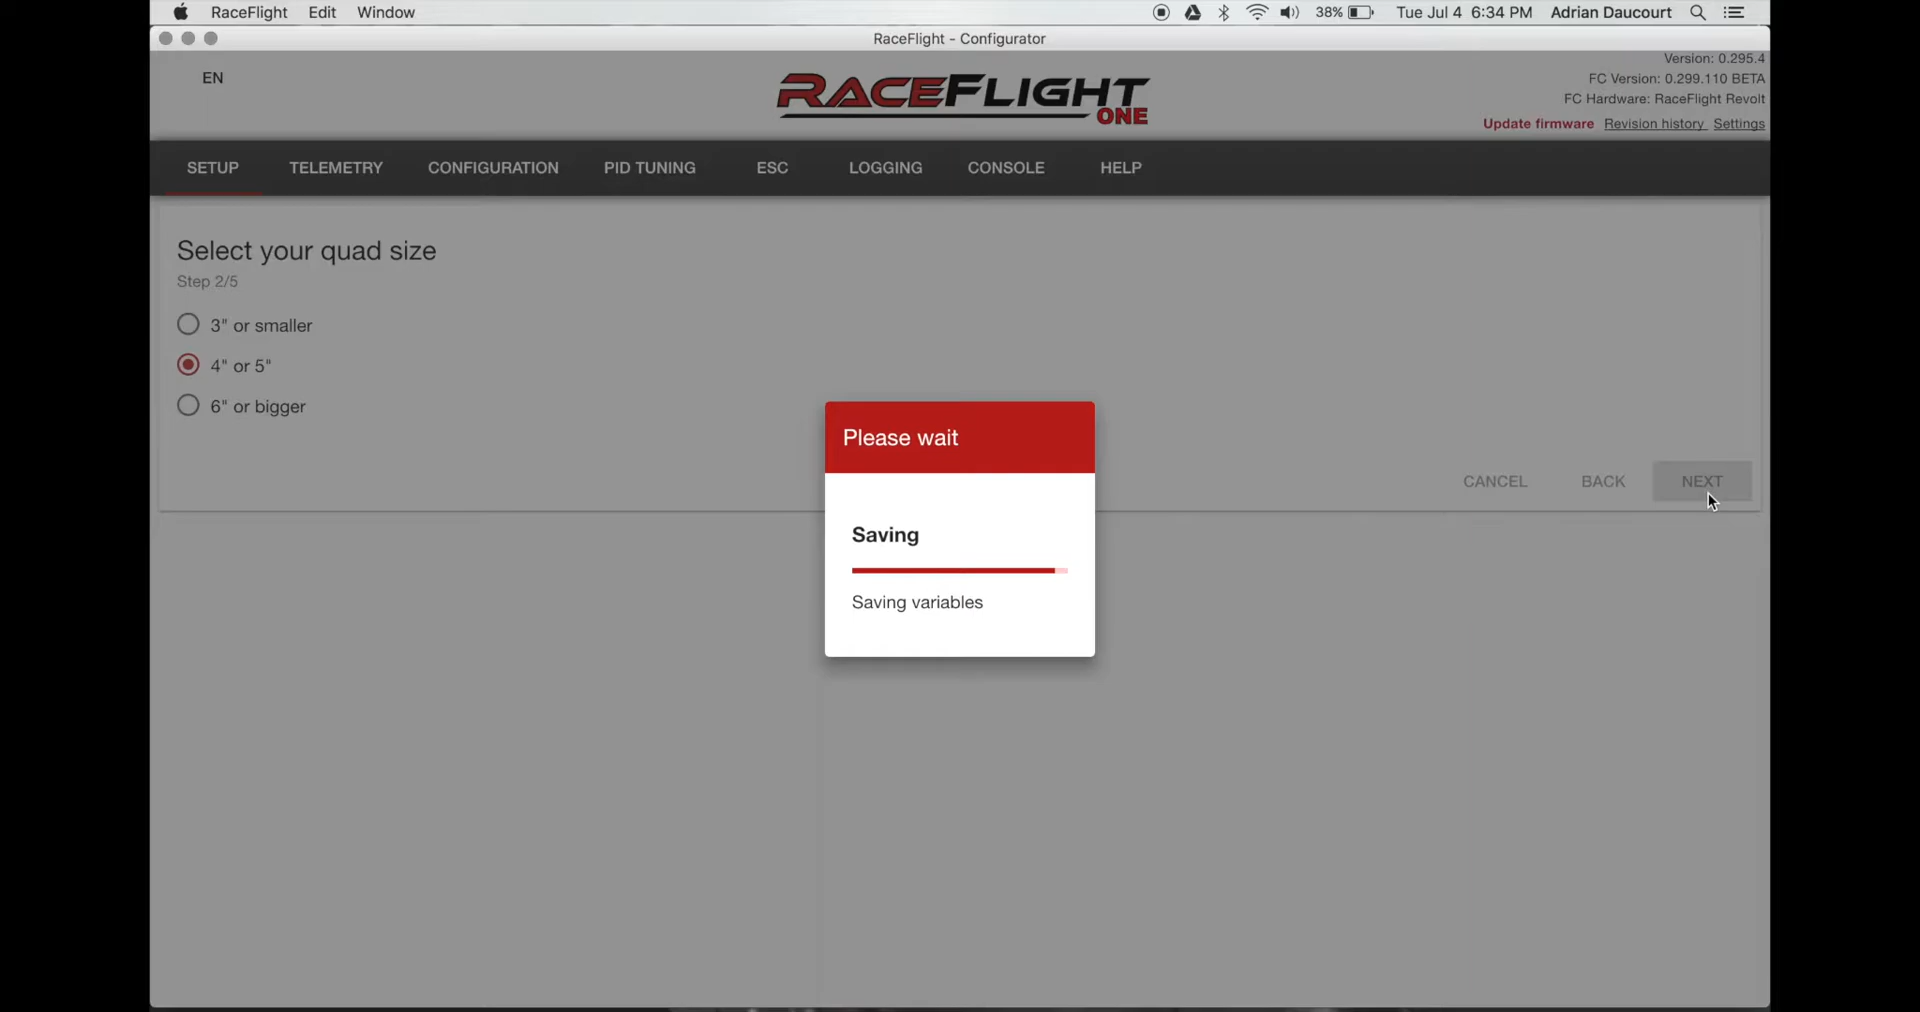 RaceFlight Edit Window 38% Tue Jul 4 6:34 PM Adrian Daucourt
RaceFlight - Configurator
EN
RACEFLIGHT
ONE
Version: 0.295.4
FC Version: 0.299.110 BETA
FC Hardware: RaceFlight Revolt
Update firmware Revision history Settings
SETUP TELEMETRY CONFIGURATION PID TUNING ESC LOGGING CONSOLE HELP
Select your quad size
Step 2/5
3" or smaller
4" or 5"
6" or bigger
CANCEL BACK NEXT
Please wait
Saving
Saving variables